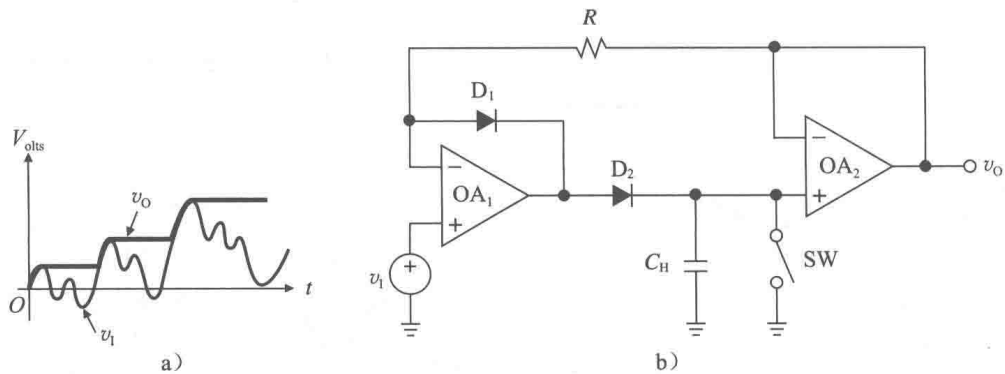 V_olts
v_O
O
t
v_I
a）
R
D₁
−
OA₁
+
v_I
+
D₂
C_H
SW
−
OA₂
+
v_O
b）